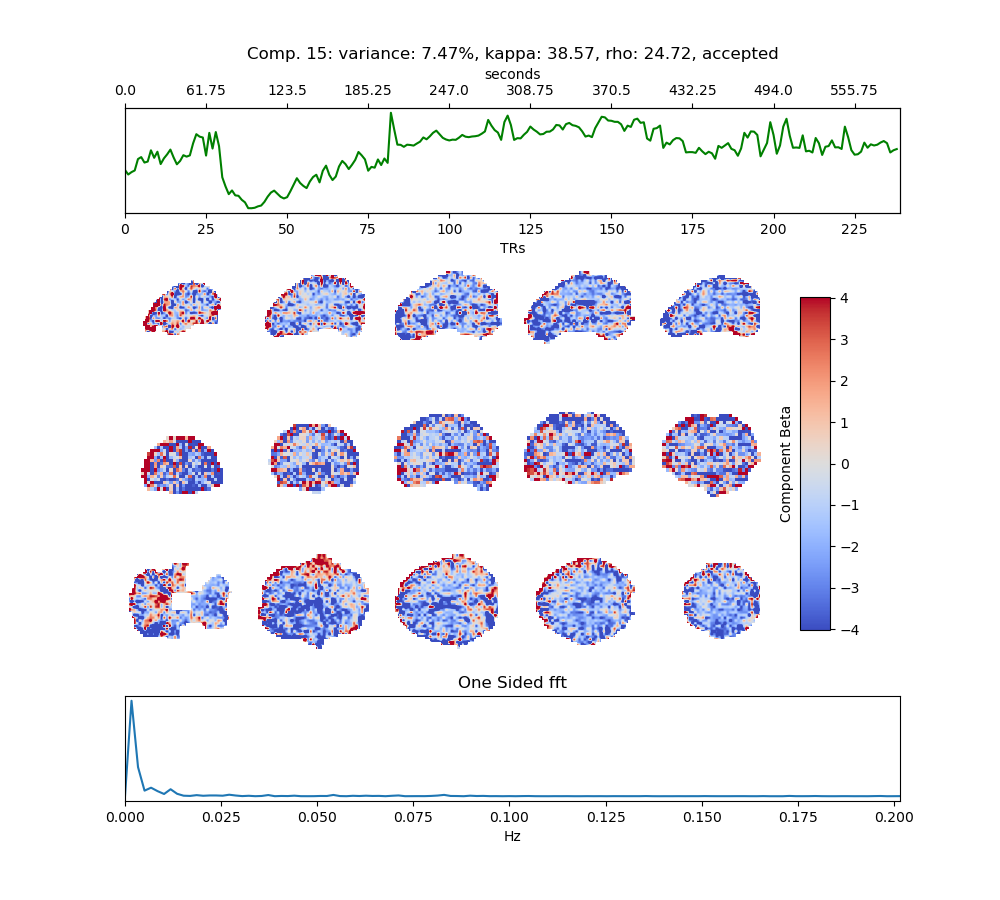 Comp. 15: variance: 7.47%, kappa: 38.57, rho: 24.72, accepted
seconds
0.0 61.75 123.5 185.25 247.0 308.75 370.5 432.25 494.0 555.75
0 25 50 75 100 125 150 175 200 225
TRs
4
3
2
1
0
−1
−2
−3
−4
Component Beta
One Sided fft
0.000 0.025 0.050 0.075 0.100 0.125 0.150 0.175 0.200
Hz